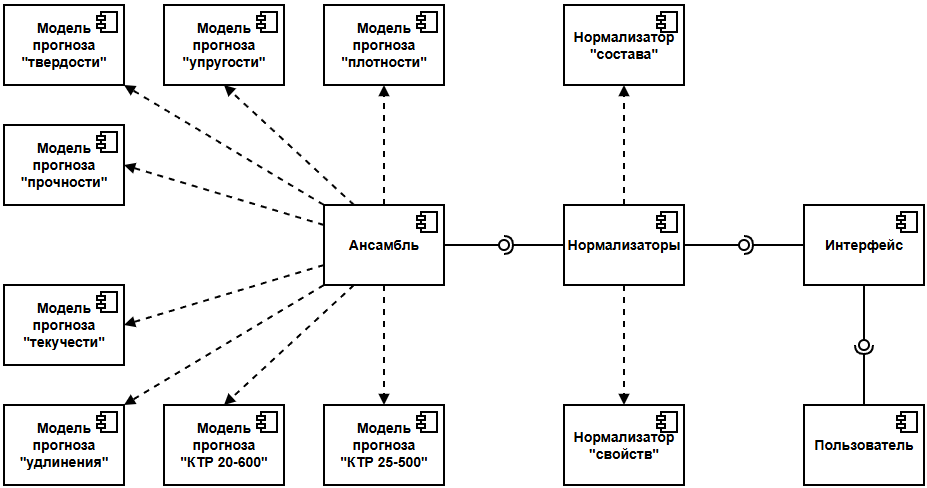 Модель
прогноза
"твердости"
Модель
прогноза
"упругости"
Модель
прогноза
"плотности"
Нормализатор
"состава"
Модель
прогноза
"прочности"
Ансамбль
Нормализаторы
Интерфейс
Модель
прогноза
"текучести"
Модель
прогноза
"удлинения"
Модель
прогноза
"КТР 20-600"
Модель
прогноза
"КТР 25-500"
Нормализатор
"свойств"
Пользователь